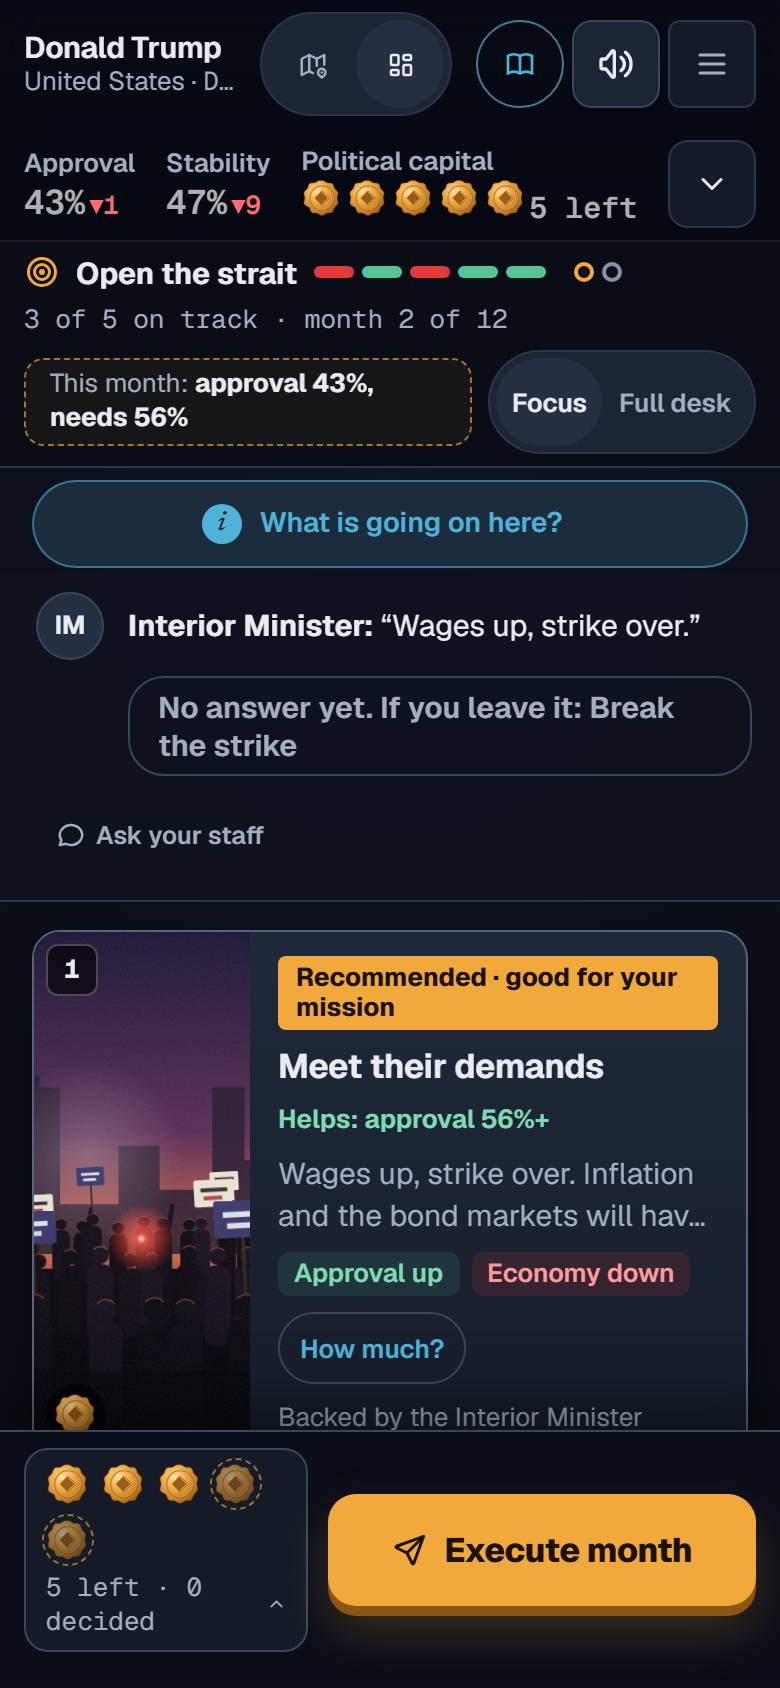 Donald Trump
United States · D…
Approval
43%▼1
Stability
47%▼9
Political capital
5 left
Open the strait
3 of 5 on track · month 2 of 12
This month: approval 43%,
needs 56%
Focus
Full desk
i What is going on here?
IM
Interior Minister: “Wages up, strike over.”
No answer yet. If you leave it: Break
the strike
Ask your staff
1
Recommended · good for your
mission
Meet their demands
Helps: approval 56%+
Wages up, strike over. Inflation
and the bond markets will hav…
Approval up
Economy down
How much?
Backed by the Interior Minister
5 left · 0
decided
Execute month